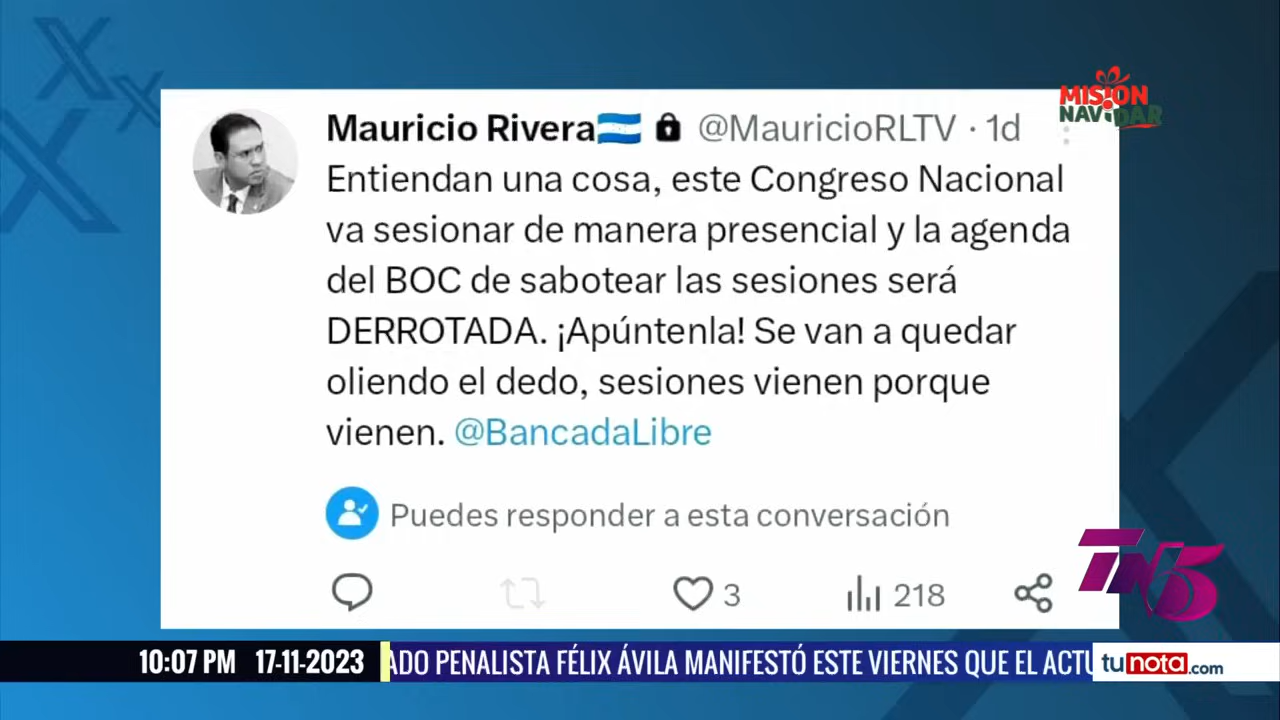 MISION
NAVIDAR
Mauricio Rivera @MauricioRLTV · 1d
Entiendan una cosa, este Congreso Nacional
va sesionar de manera presencial y la agenda
del BOC de sabotear las sesiones será
DERROTADA. ¡Apúntenla! Se van a quedar
oliendo el dedo, sesiones vienen porque
vienen. @BancadaLibre
Puedes responder a esta conversación
3 218
TN5
10:07 PM 17-11-2023 ADO PENALISTA FÉLIX ÁVILA MANIFESTÓ ESTE VIERNES QUE EL ACTU tunota.com